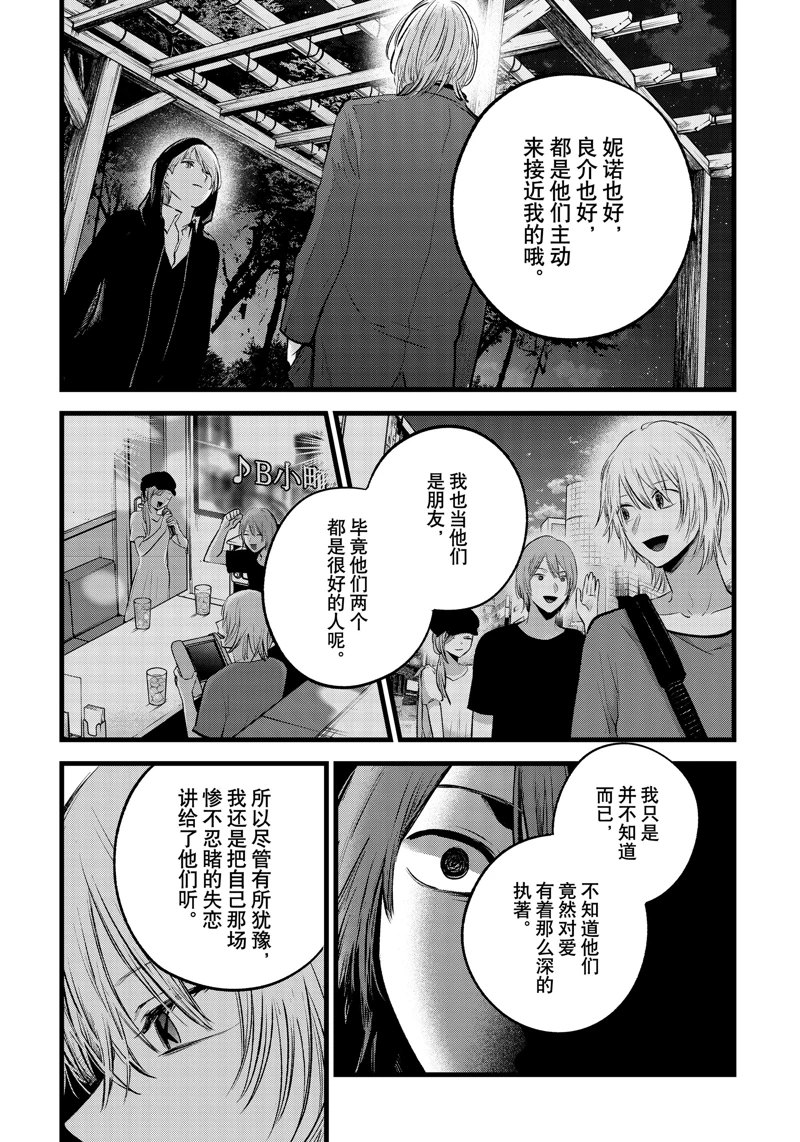 妮诺也好，
良介也好，
都是他们主动
来接近我的哦。
我也当他们
是朋友，
毕竟他们两个
都是很好的人呢。
♪B小町
我只是
并不知道
而已，
不知道他们
竟然对爱
有着那么深的
执著。
所以尽管有所犹豫，
我还是把自己那场
惨不忍睹的失恋
讲给了他们听。